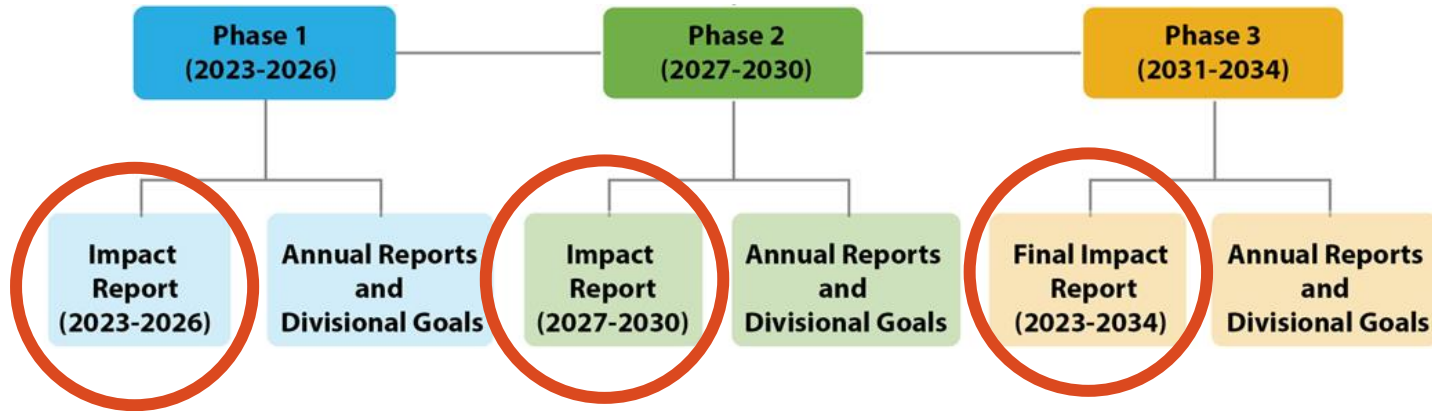 Phase 1
(2023-2026)
Phase 2
(2027-2030)
Phase 3
(2031-2034)
Impact
Report
(2023-2026)
Annual Reports
and
Divisional Goals
Impact
Report
(2027-2030)
Annual Reports
and
Divisional Goals
Final Impact
Report
(2023-2034)
Annual Reports
and
Divisional Goals